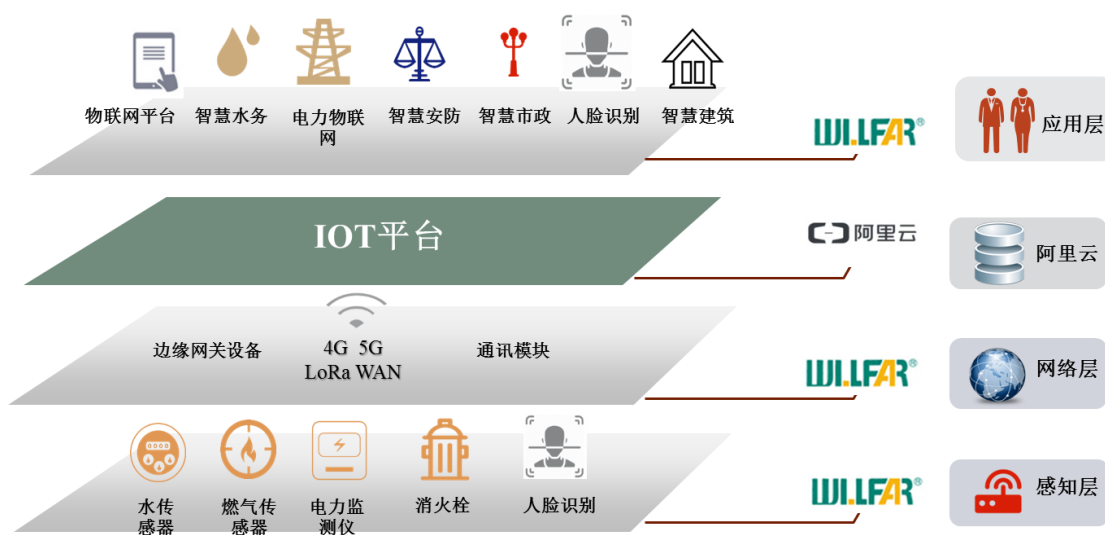 物联网平台
智慧水务
电力物联
网
智慧安防
智慧市政
人脸识别
智慧建筑
WILLFAR®
应用层
IOT平台
阿里云
阿里云
边缘网关设备
4G 5G
LoRa WAN
通讯模块
WILLFAR®
网络层
水传
感器
燃气传
感器
电力监
测仪
消火栓
人脸识别
WILLFAR®
感知层